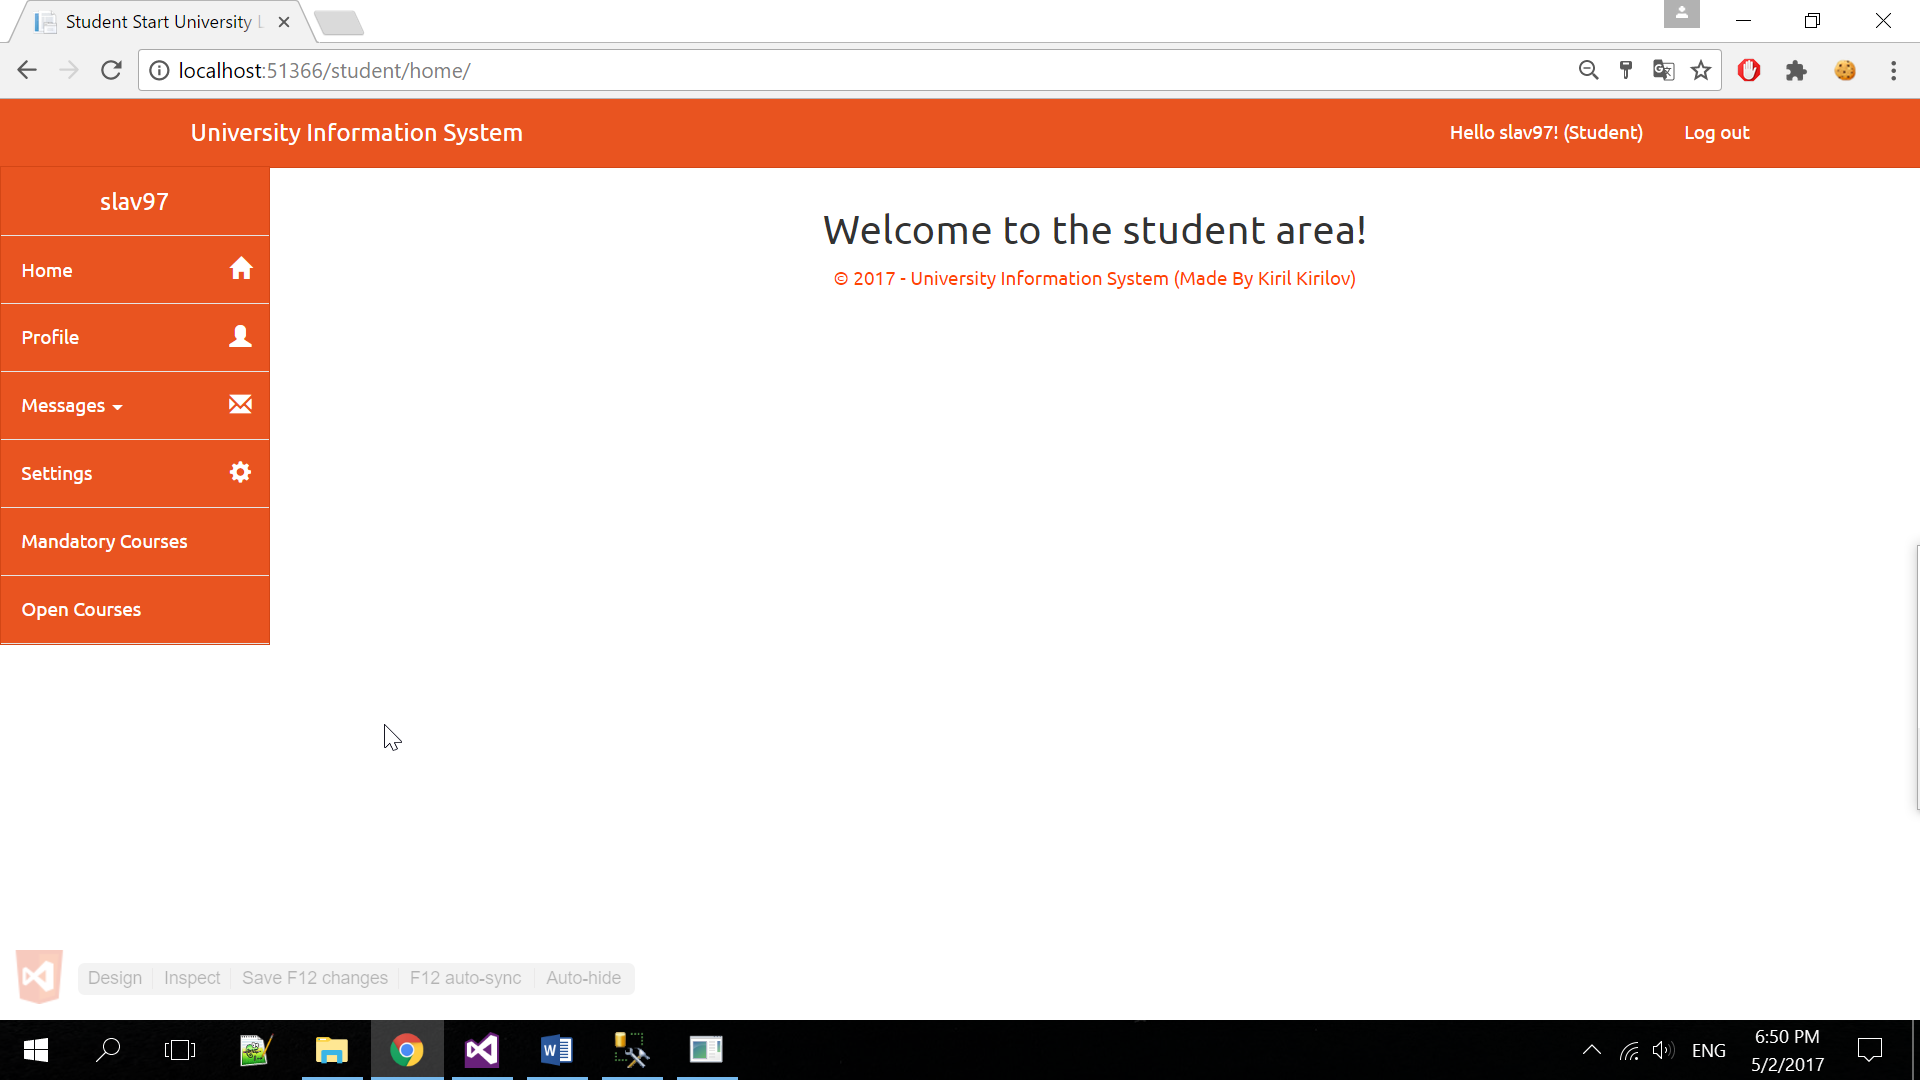 Student Start University
localhost:51366/student/home/
University Information System
Hello slav97! (Student)
Log out
slav97
Home
Profile
Messages
Settings
Mandatory Courses
Open Courses
Welcome to the student area!
© 2017 - University Information System (Made By Kiril Kirilov)
Design
Inspect
Save F12 changes
F12 auto-sync
Auto-hide
ENG
6:50 PM
5/2/2017